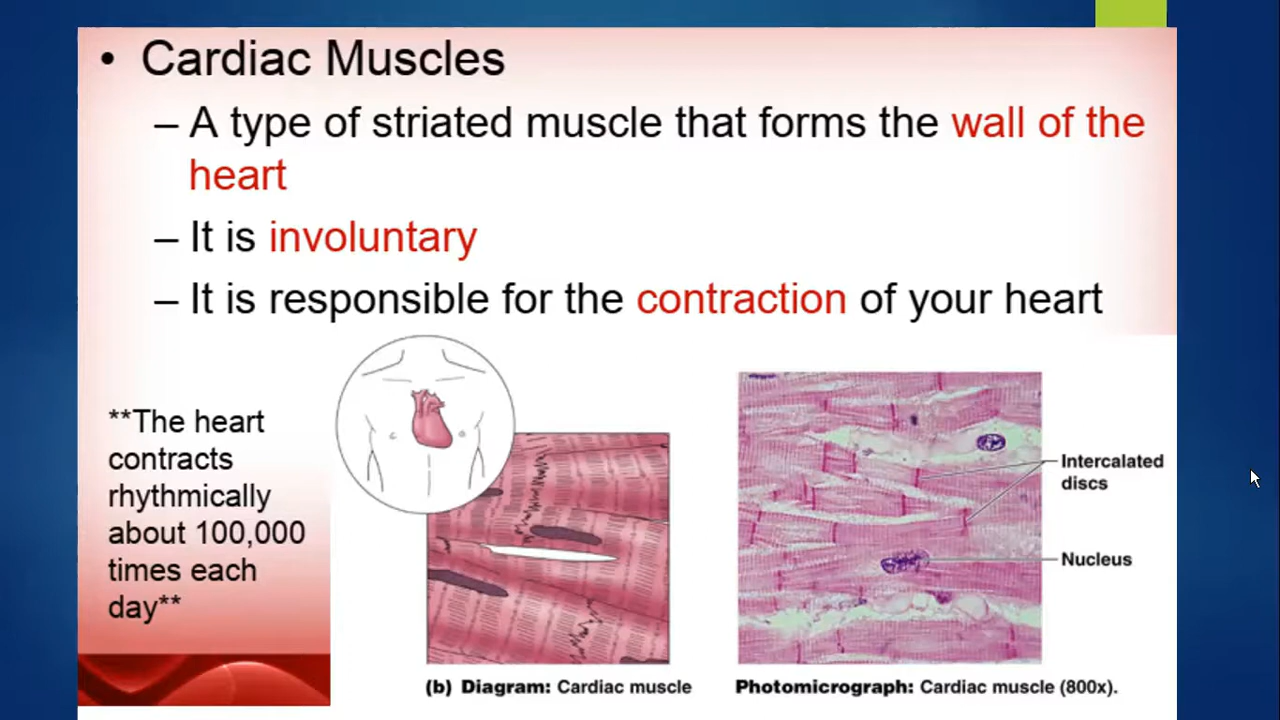 • Cardiac Muscles
– A type of striated muscle that forms the wall of the
heart
– It is involuntary
– It is responsible for the contraction of your heart
**The heart
contracts
rhythmically
about 100,000
times each
day**
Intercalated
discs
Nucleus
(b) Diagram: Cardiac muscle
Photomicrograph: Cardiac muscle (800x).